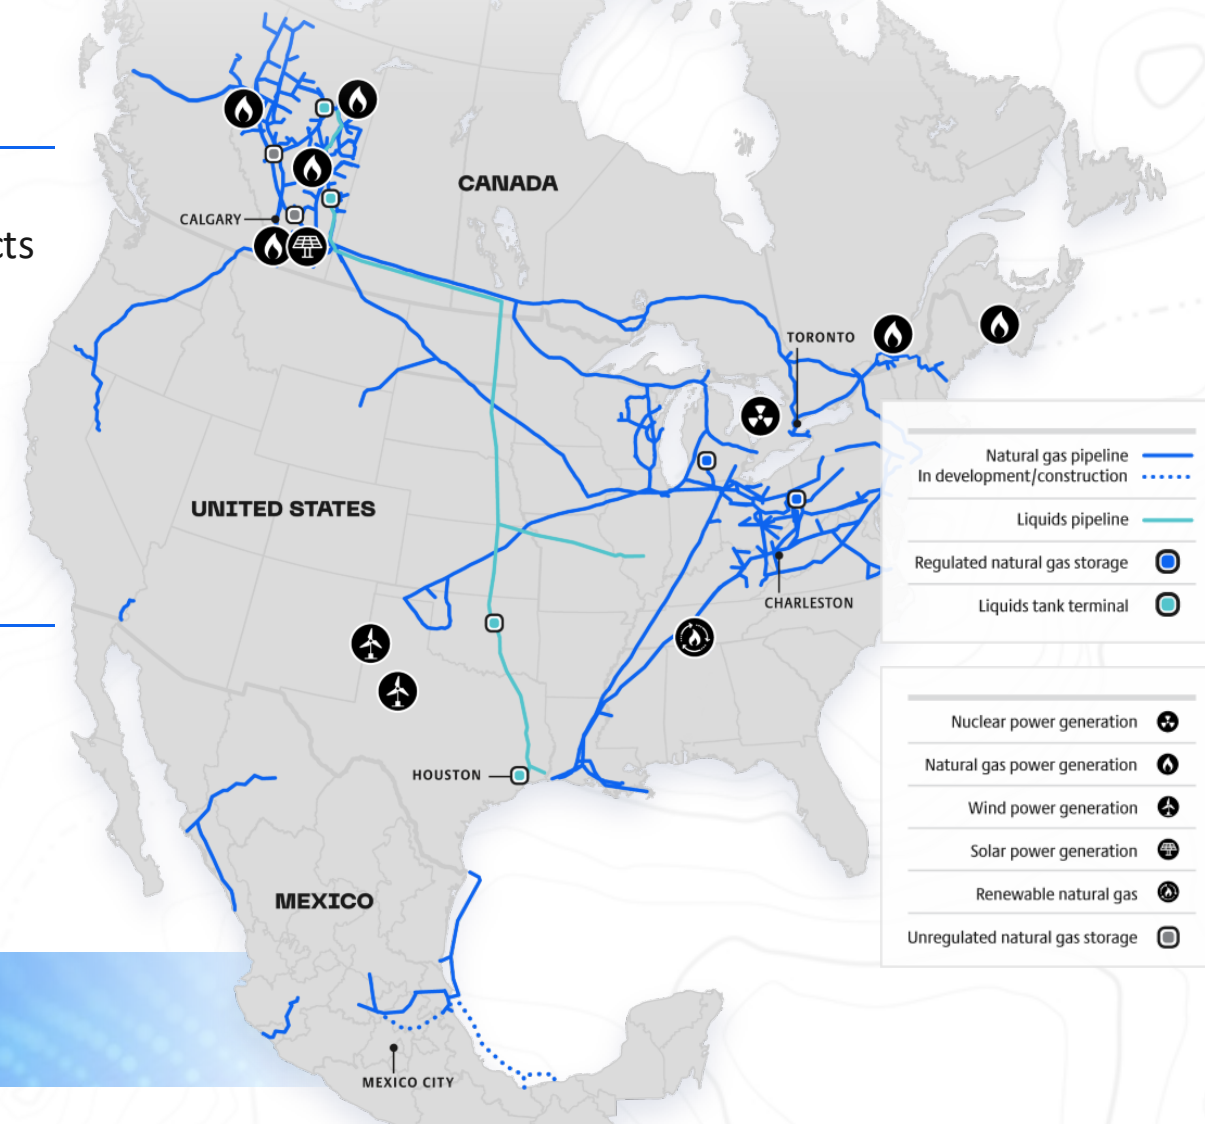 cts
CANADA
CALGARY
TORONTO
UNITED STATES
CHARLESTON
HOUSTON
MEXICO
MEXICO CITY
Natural gas pipeline
In development/construction
Liquids pipeline
Regulated natural gas storage
Liquids tank terminal
Nuclear power generation
Natural gas power generation
Wind power generation
Solar power generation
Renewable natural gas
Unregulated natural gas storage